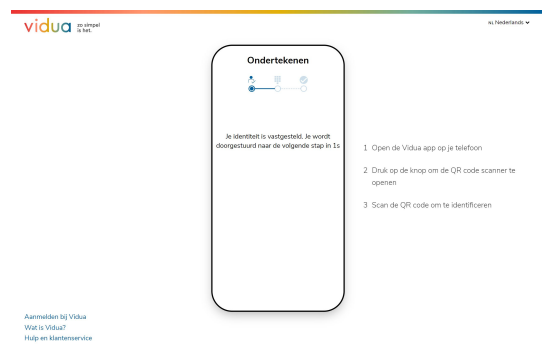 vidua zo simpel
is het.
NL Nederlands
Ondertekenen
Je identiteit is vastgesteld. Je wordt
doorgestuurd naar de volgende stap in 1s
1 Open de Vidua app op je telefoon
2 Druk op de knop om de QR code scanner te
openen
3 Scan de QR code om te identificeren
Aanmelden bij Vidua
Wat is Vidua?
Hulp en klantenservice